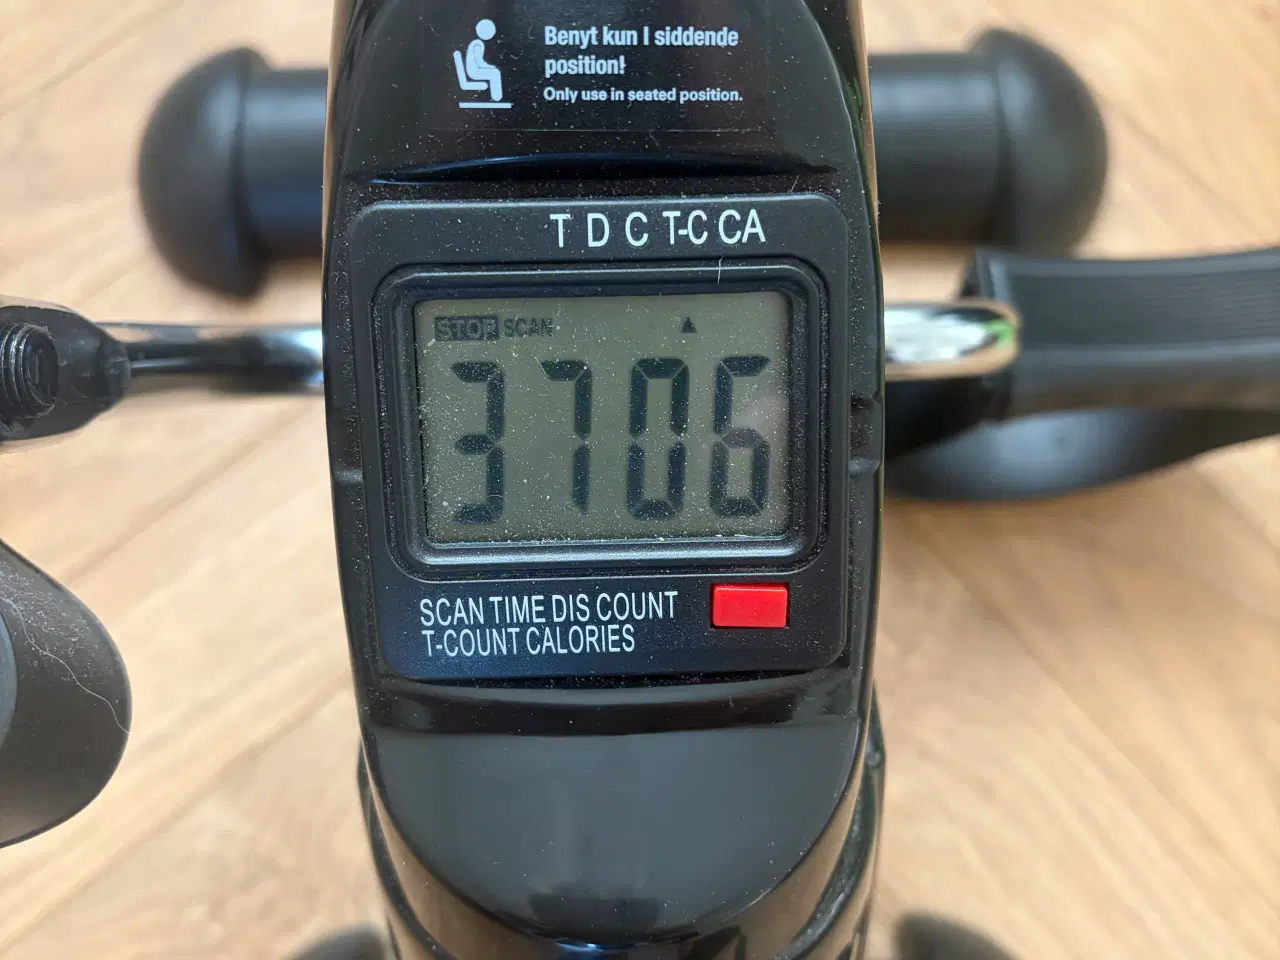 Benyt kun I siddende
position!
Only use in seated position.
T D C T-C CA
STOP SCAN
3706
SCAN TIME DIS COUNT
T-COUNT CALORIES